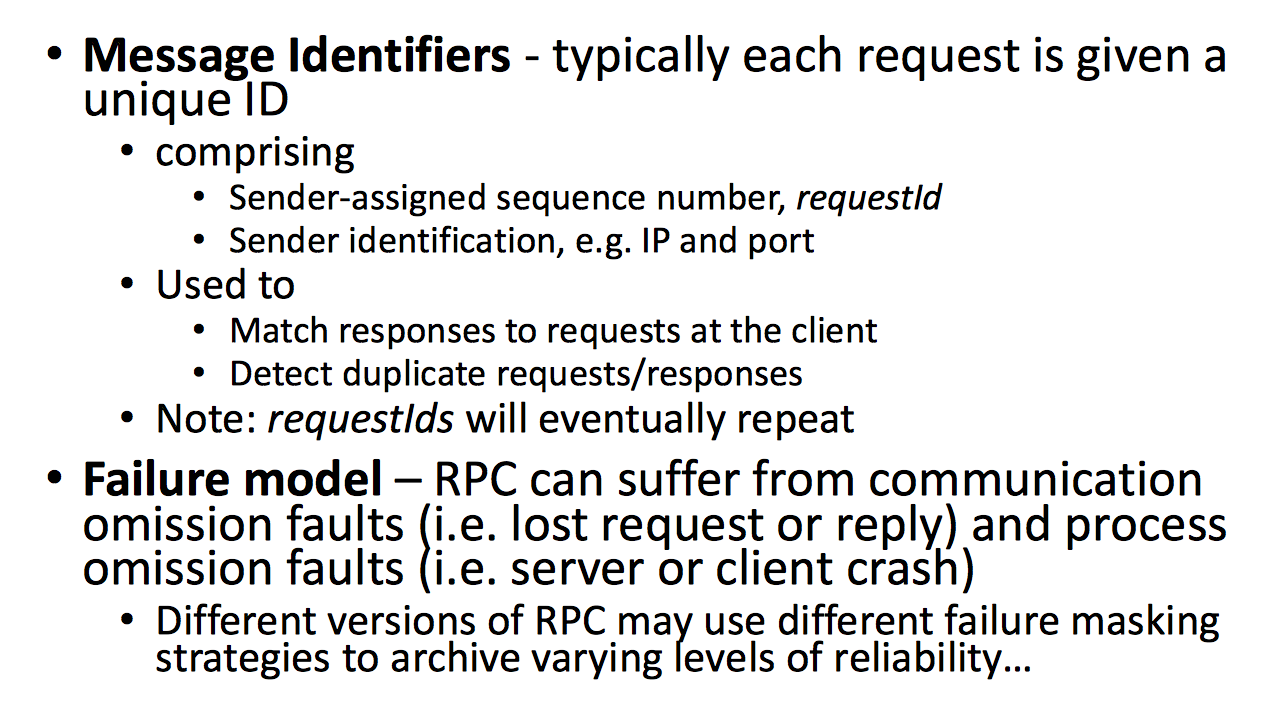 • Message Identifiers - typically each request is given a
unique ID
• comprising
• Sender-assigned sequence number, requestId
• Sender identification, e.g. IP and port
• Used to
• Match responses to requests at the client
• Detect duplicate requests/responses
• Note: requestIds will eventually repeat
• Failure model – RPC can suffer from communication
omission faults (i.e. lost request or reply) and process
omission faults (i.e. server or client crash)
• Different versions of RPC may use different failure masking
strategies to archive varying levels of reliability…